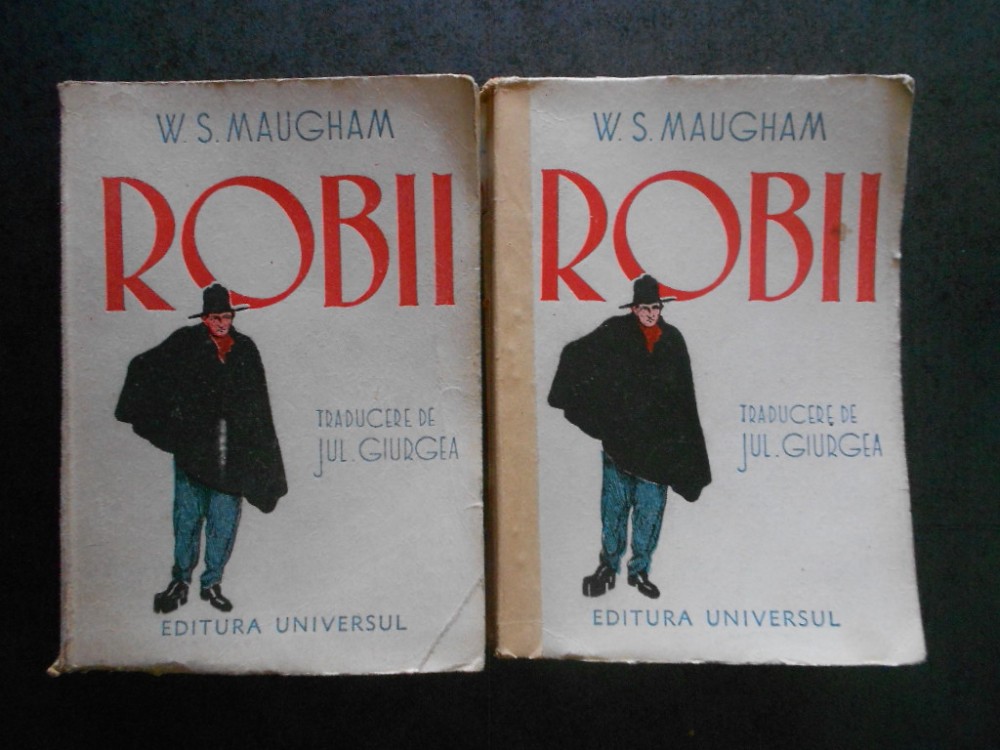 W. S. MAUGHAM
ROBII
TRADUCERE DE
JUL. GIURGEA
EDITURA UNIVERSUL
W. S. MAUGHAM
ROBII
TRADUCERE DE
JUL. GIURGEA
EDITURA UNIVERSUL